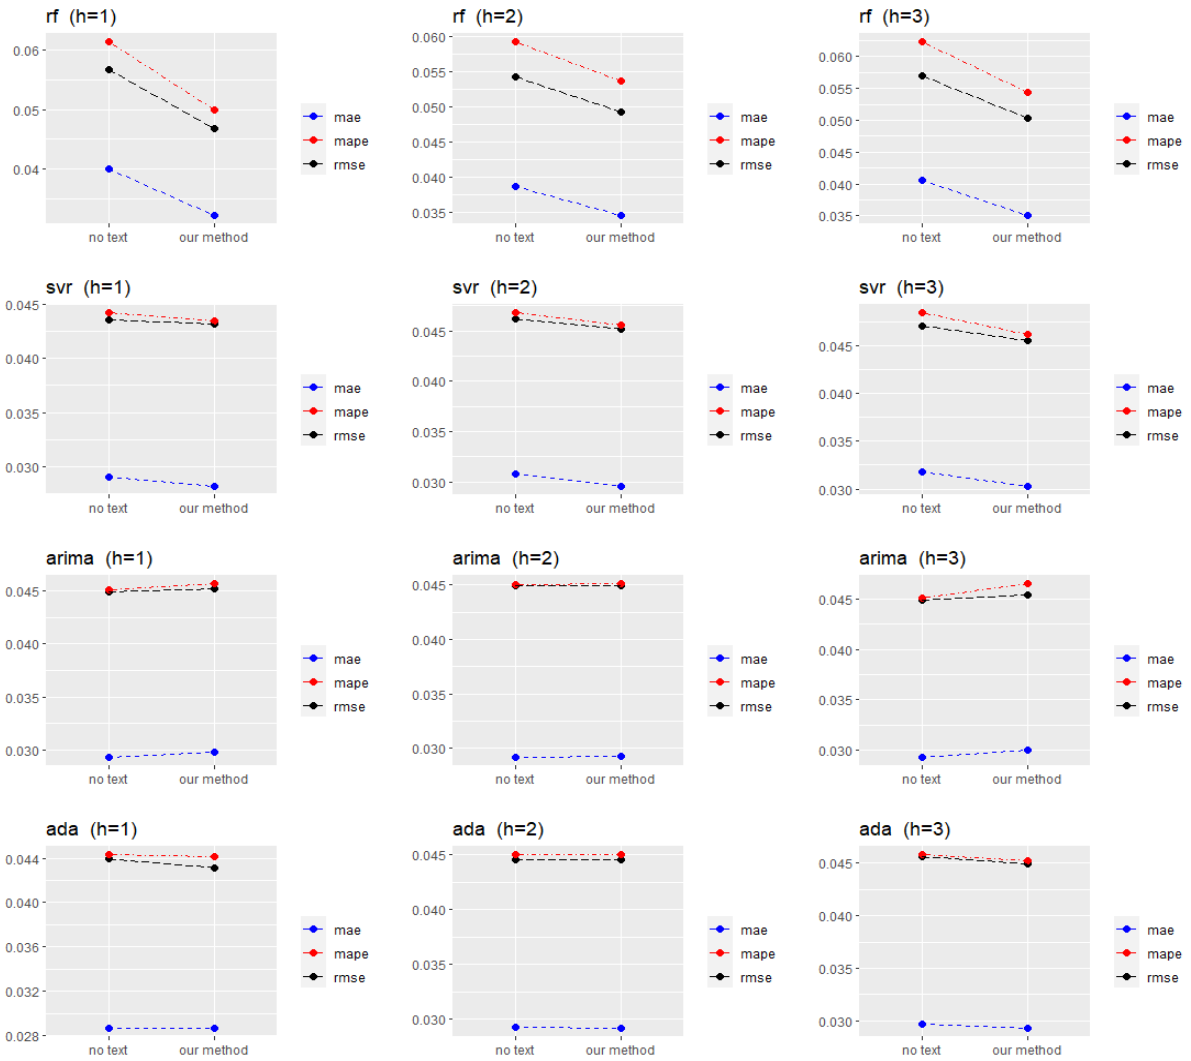 rf (h=1)
0.06
0.05
0.04
no text
our method
mae
mape
rmse
rf (h=2)
0.060
0.055
0.050
0.045
0.040
0.035
no text
our method
mae
mape
rmse
rf (h=3)
0.060
0.055
0.050
0.045
0.040
0.035
no text
our method
mae
mape
rmse
svr (h=1)
0.045
0.040
0.035
0.030
no text
our method
mae
mape
rmse
svr (h=2)
0.045
0.040
0.035
0.030
no text
our method
mae
mape
rmse
svr (h=3)
0.045
0.040
0.035
0.030
no text
our method
mae
mape
rmse
arima (h=1)
0.045
0.040
0.035
0.030
no text
our method
mae
mape
rmse
arima (h=2)
0.045
0.040
0.035
0.030
no text
our method
mae
mape
rmse
arima (h=3)
0.045
0.040
0.035
0.030
no text
our method
mae
mape
rmse
ada (h=1)
0.044
0.040
0.036
0.032
0.028
no text
our method
mae
mape
rmse
ada (h=2)
0.045
0.040
0.035
0.030
no text
our method
mae
mape
rmse
ada (h=3)
0.045
0.040
0.035
0.030
no text
our method
mae
mape
rmse